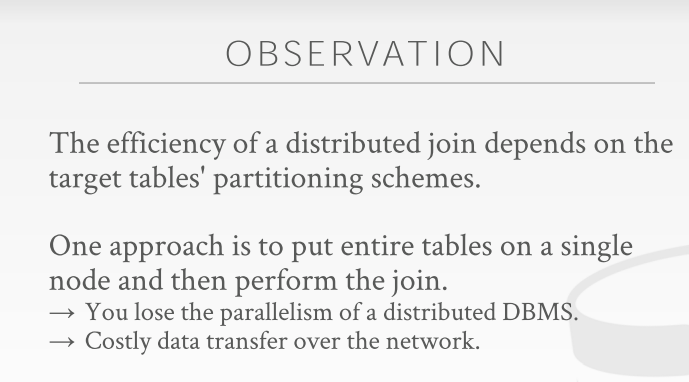 OBSERVATION
The efficiency of a distributed join depends on the
target tables' partitioning schemes.
One approach is to put entire tables on a single
node and then perform the join.
→ You lose the parallelism of a distributed DBMS.
→ Costly data transfer over the network.